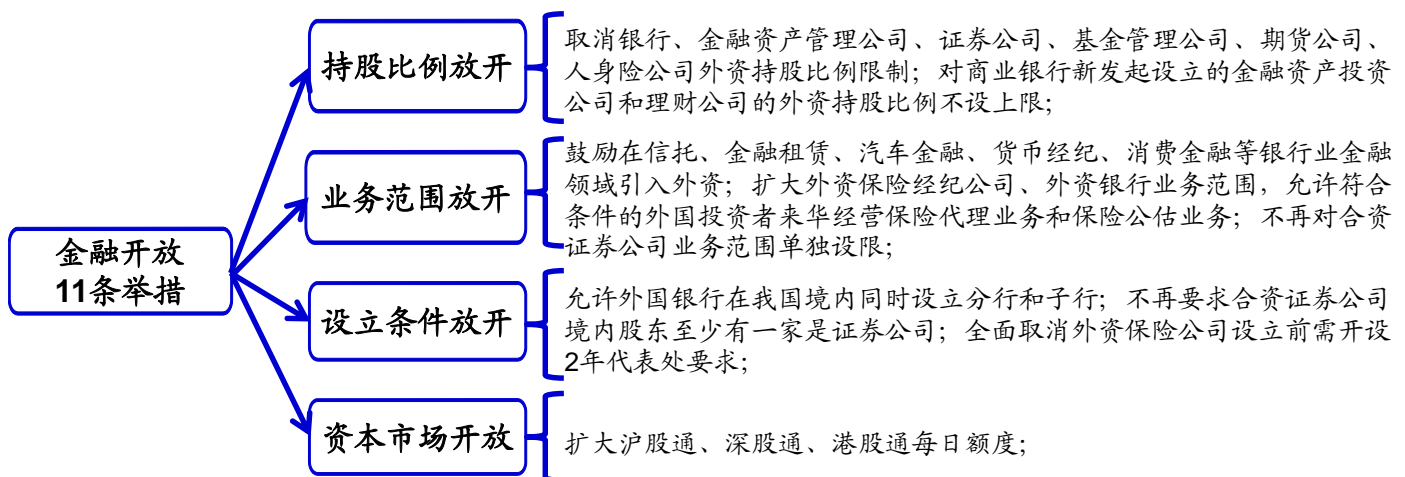 金融开放
11条举措
持股比例放开
取消银行、金融资产管理公司、证券公司、基金管理公司、期货公司、
人身险公司外资持股比例限制；对商业银行新发起设立的金融资产投资
公司和理财公司的外资持股比例不设上限；
业务范围放开
鼓励在信托、金融租赁、汽车金融、货币经纪、消费金融等银行业金融
领域引入外资；扩大外资保险经纪公司、外资银行业务范围，允许符合
条件的外国投资者来华经营保险代理业务和保险公估业务；不再对合资
证券公司业务范围单独设限；
设立条件放开
允许外国银行在我国境内同时设立分行和子行；不再要求合资证券公司
境内股东至少有一家是证券公司；全面取消外资保险公司设立前需开设
2年代表处要求；
资本市场开放
扩大沪股通、深股通、港股通每日额度；